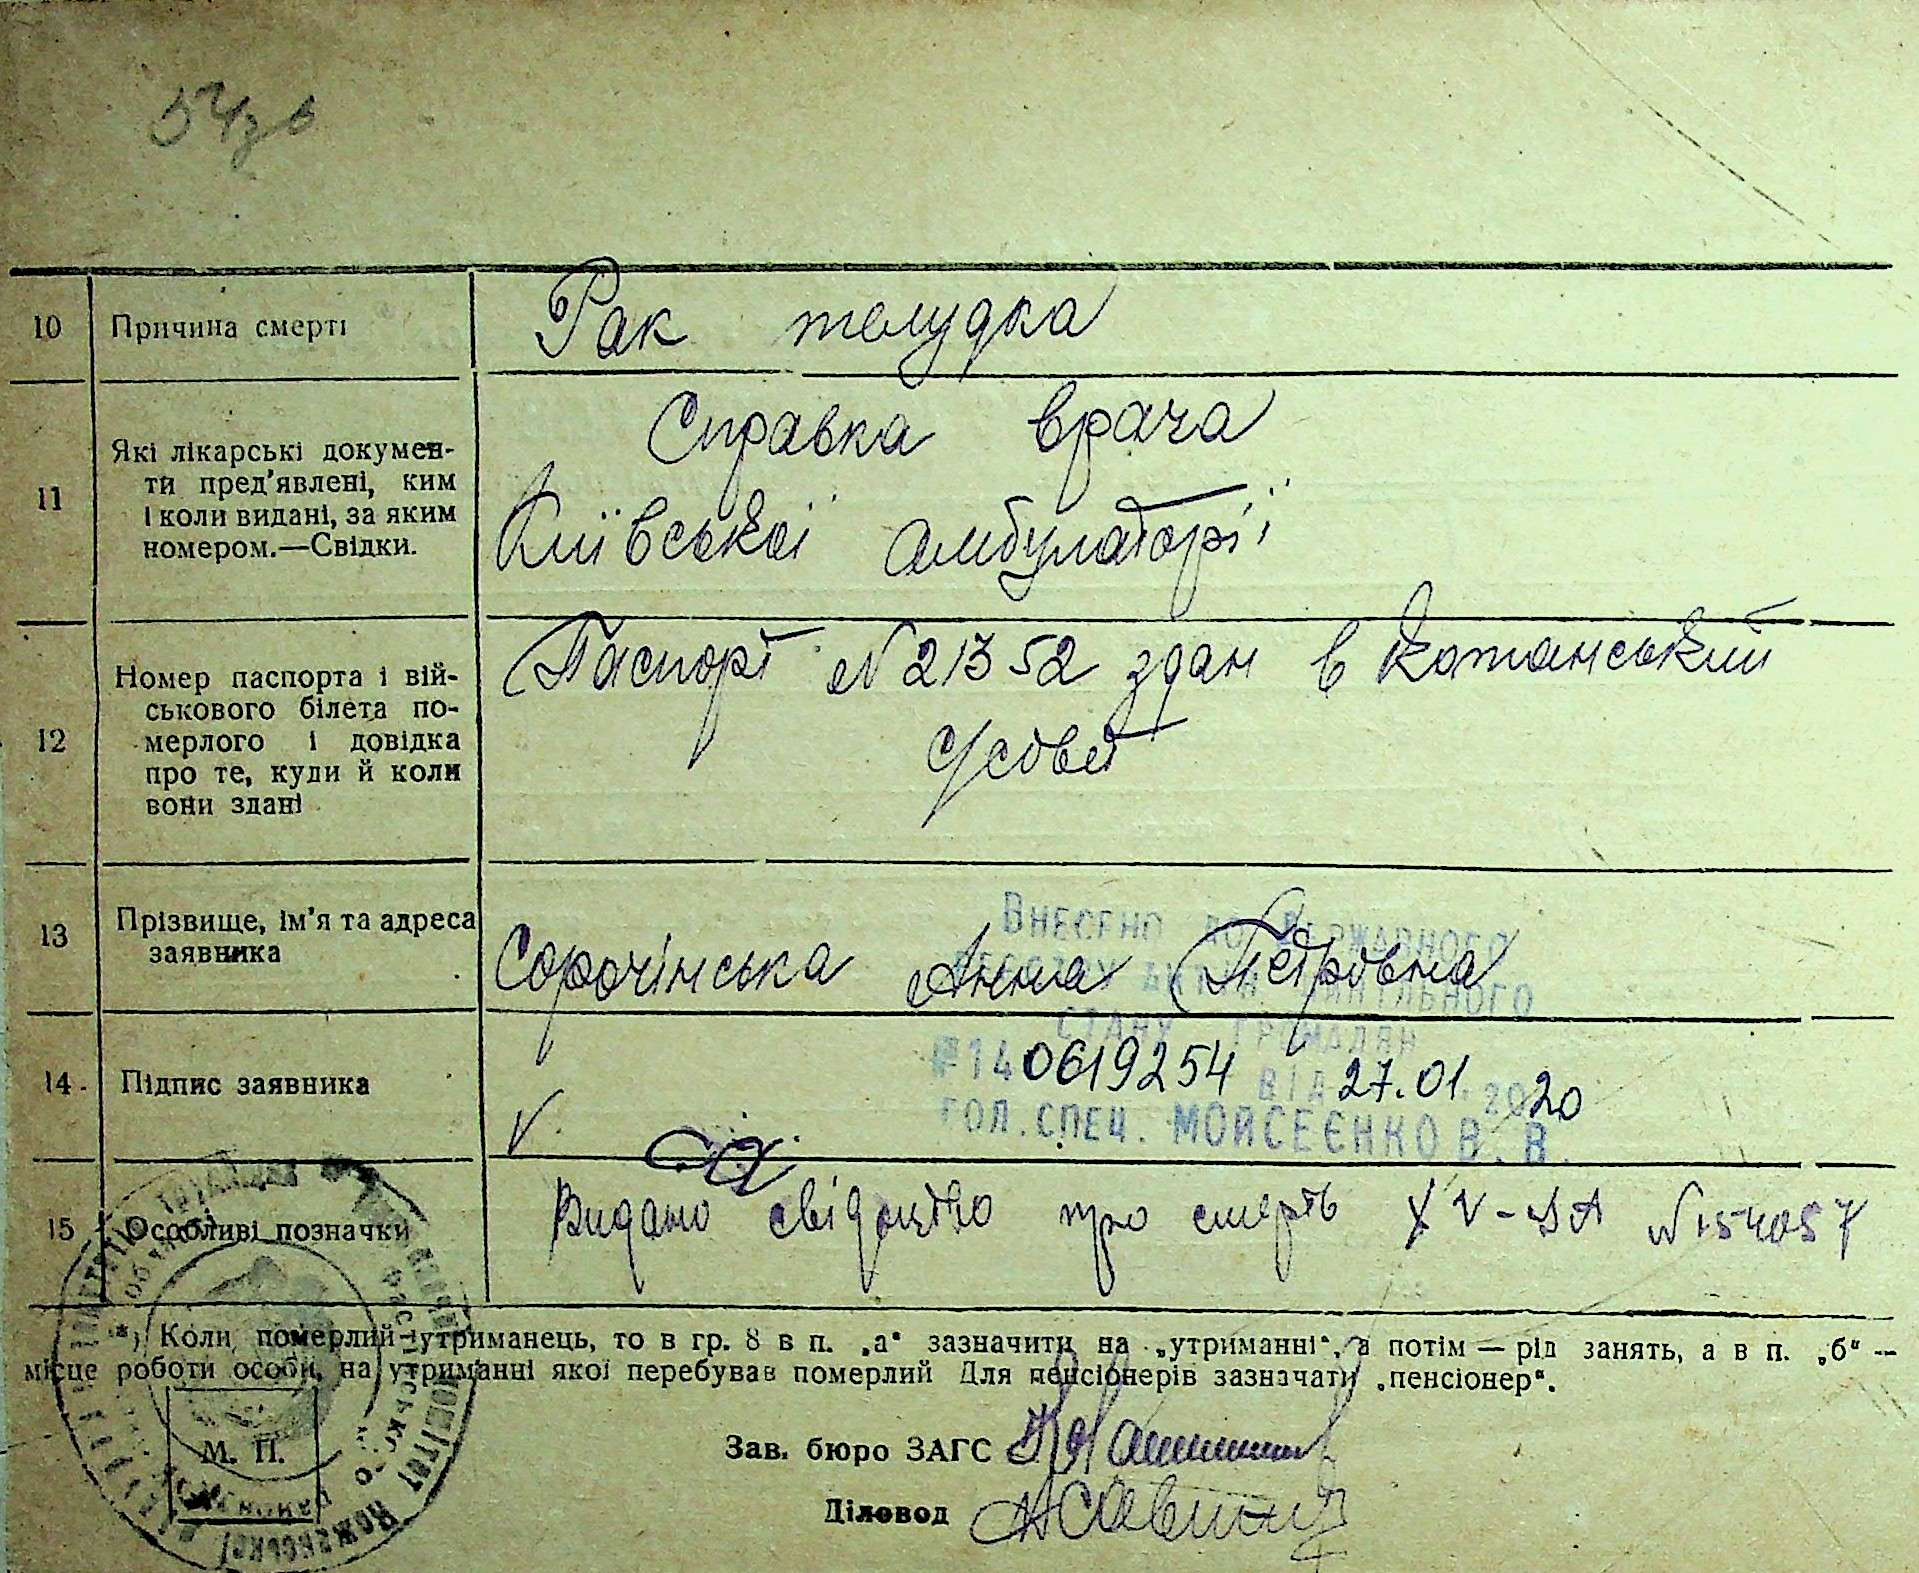 10 Причина смерті Рак желудка
11 Які лікарські докумен-
ти пред'явлені, ким
і коли видані, за яким
номером.—Свідки.
Справка врача
Київської амбулаторії
12 Номер паспорта і вій-
ськового білета по-
мерлого і довідка
про те, куди й коли
вони здані
Паспорт №21352 здан в Кожанський
с/совет
13 Прізвище, ім'я та адреса
заявника
Сорочінська Анна Петровна
Внесено до Державного
реєстру актів цивільного
стану громадян
№140619254 від 27.01.2020
гол.спец. Мойсеєнко В.В.
14 Підпис заявника
15 Особливі позначки Видано свідоцтво про смерть №154057
*) Коли померлий утриманець, то в гр. 8 в п. „а“ зазначити на „утриманні“, а потім — рід занять, а в п. „б“ —
місце роботи особи, на утриманні якої перебував померлий Для пенсіонерів зазначати „пенсіонер“.
М. П.
Зав. бюро ЗАГС
Діловод